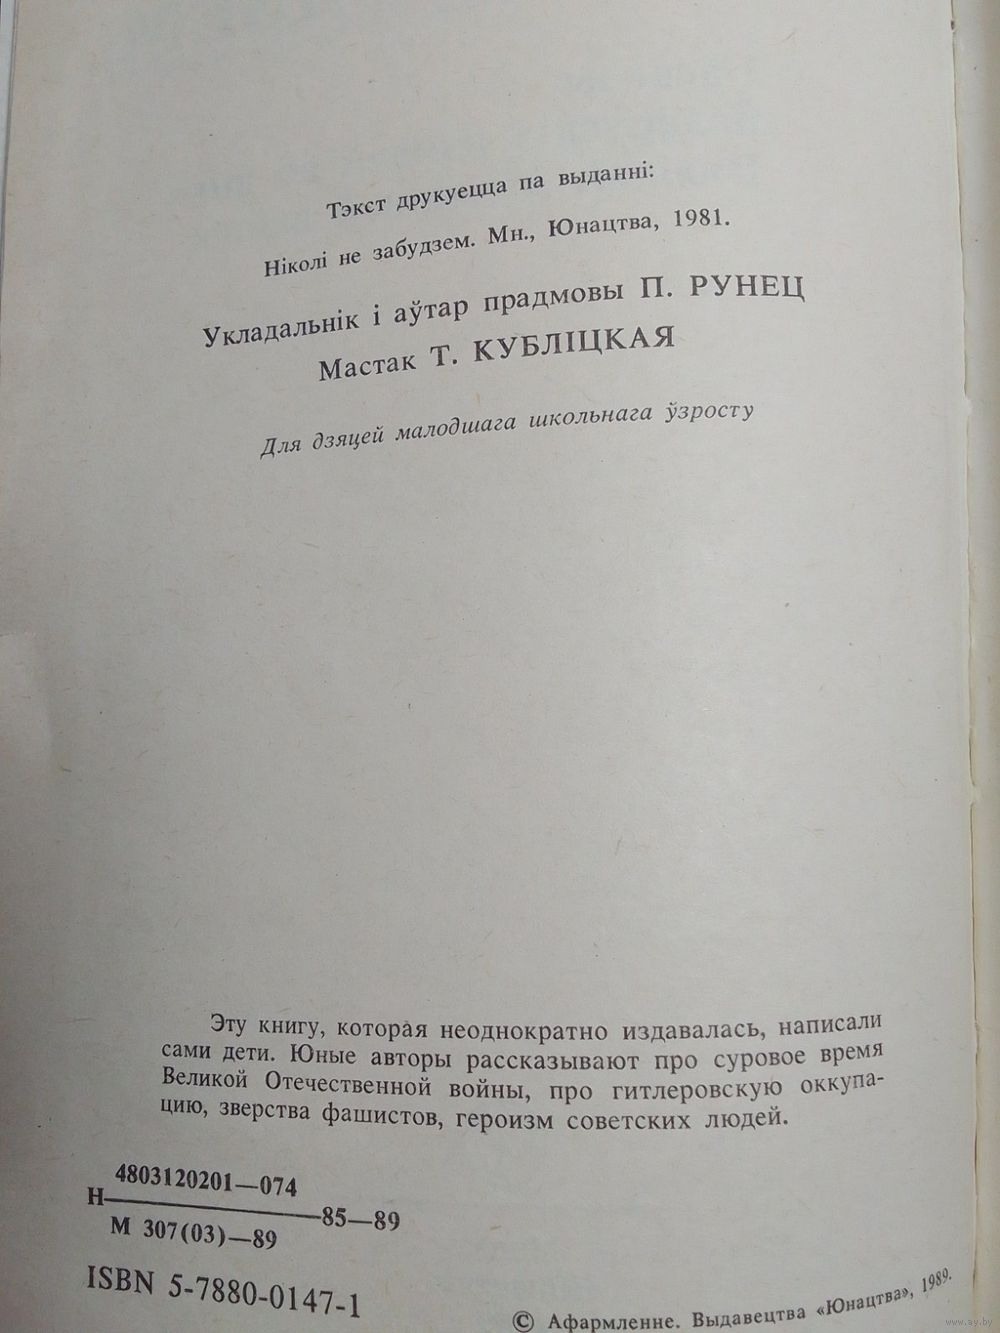 Тэкст друкуецца па выданні:
Ніколі не забудзем. Мн., Юнацтва, 1981.
Укладальнік і аўтар прадмовы П. РУНЕЦ
Мастак Т. КУБЛІЦКАЯ
Для дзяцей малодшага школьнага ўзросту
Эту книгу, которая неоднократно издавалась, написали
сами дети. Юные авторы рассказывают про суровое время
Великой Отечественной войны, про гитлеровскую оккупа-
цию, зверства фашистов, героизм советских людей.
4803120201—074
Н—85—89
М 307(03)—89
ISBN 5-7880-0147-1
© Афармленне. Выдавецтва «Юнацтва», 1989.
www.ay.by